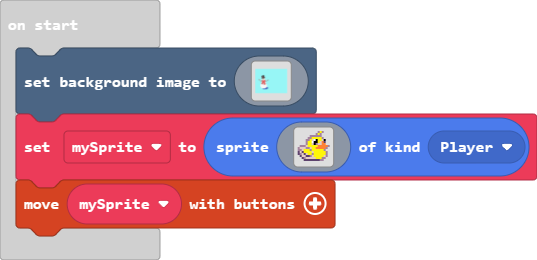 on start
set background image to
set mySprite to sprite of kind Player
move mySprite with buttons